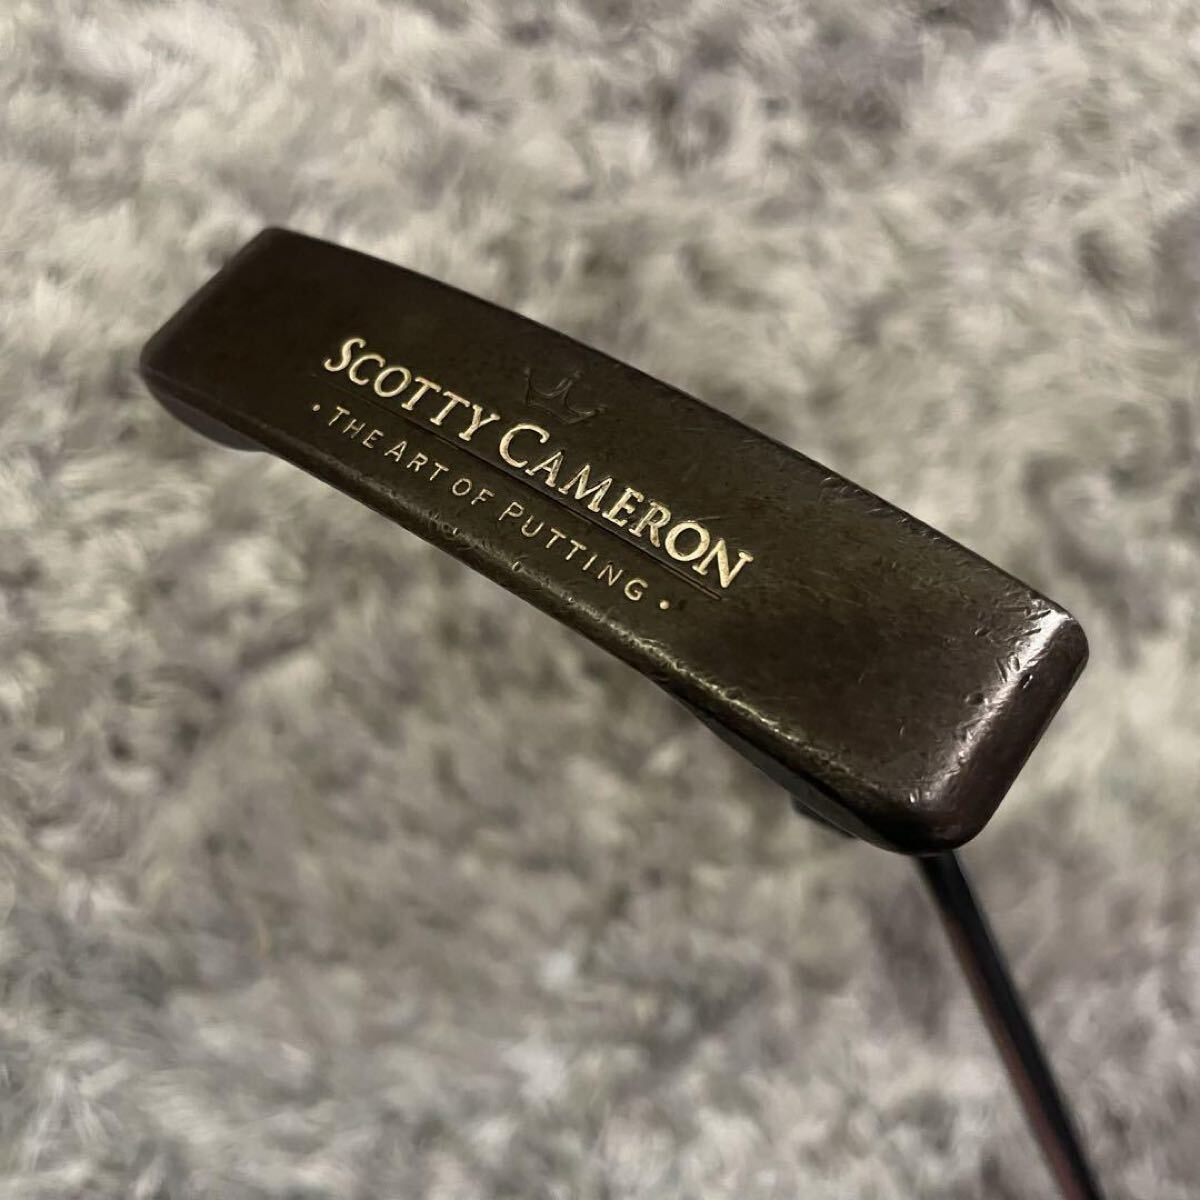 SCOTTY CAMERON
• THE ART OF PUTTING •